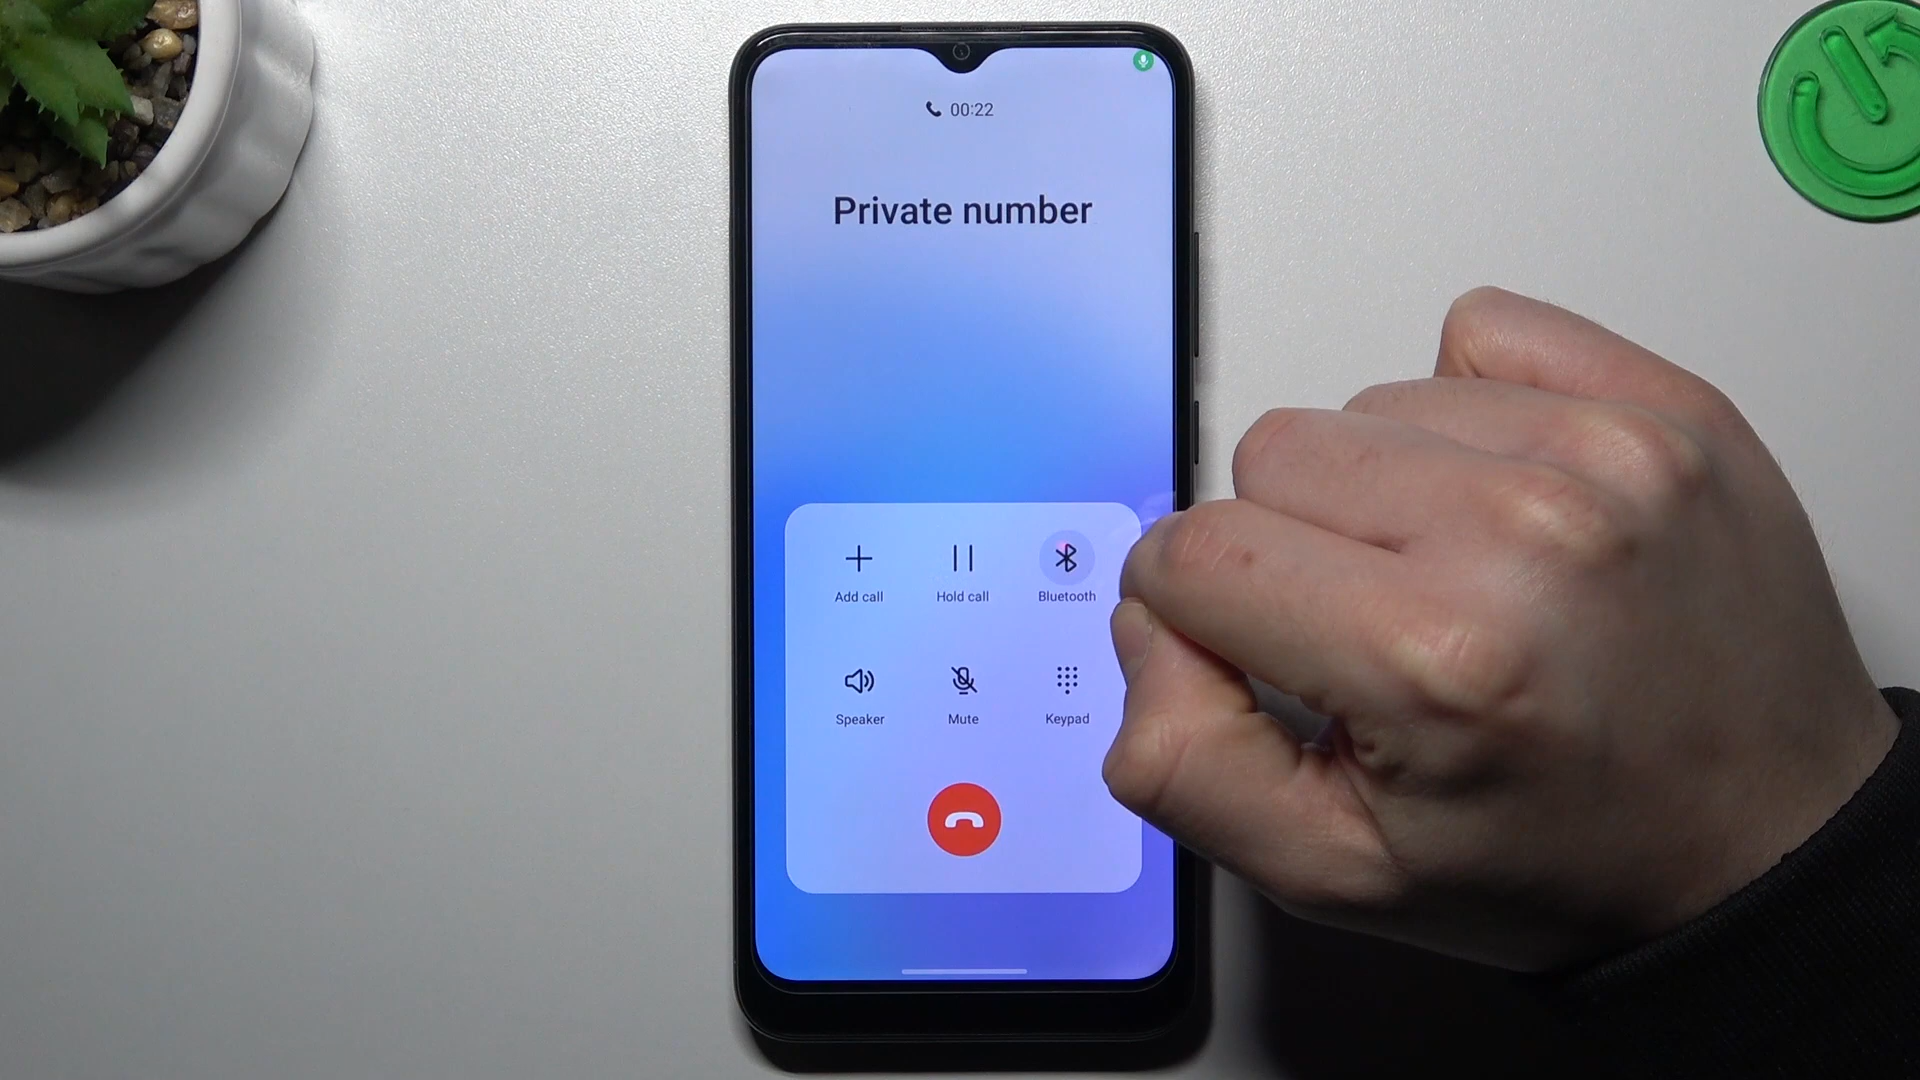 00:22
Private number
Add call
Hold call
Bluetooth
Speaker
Mute
Keypad